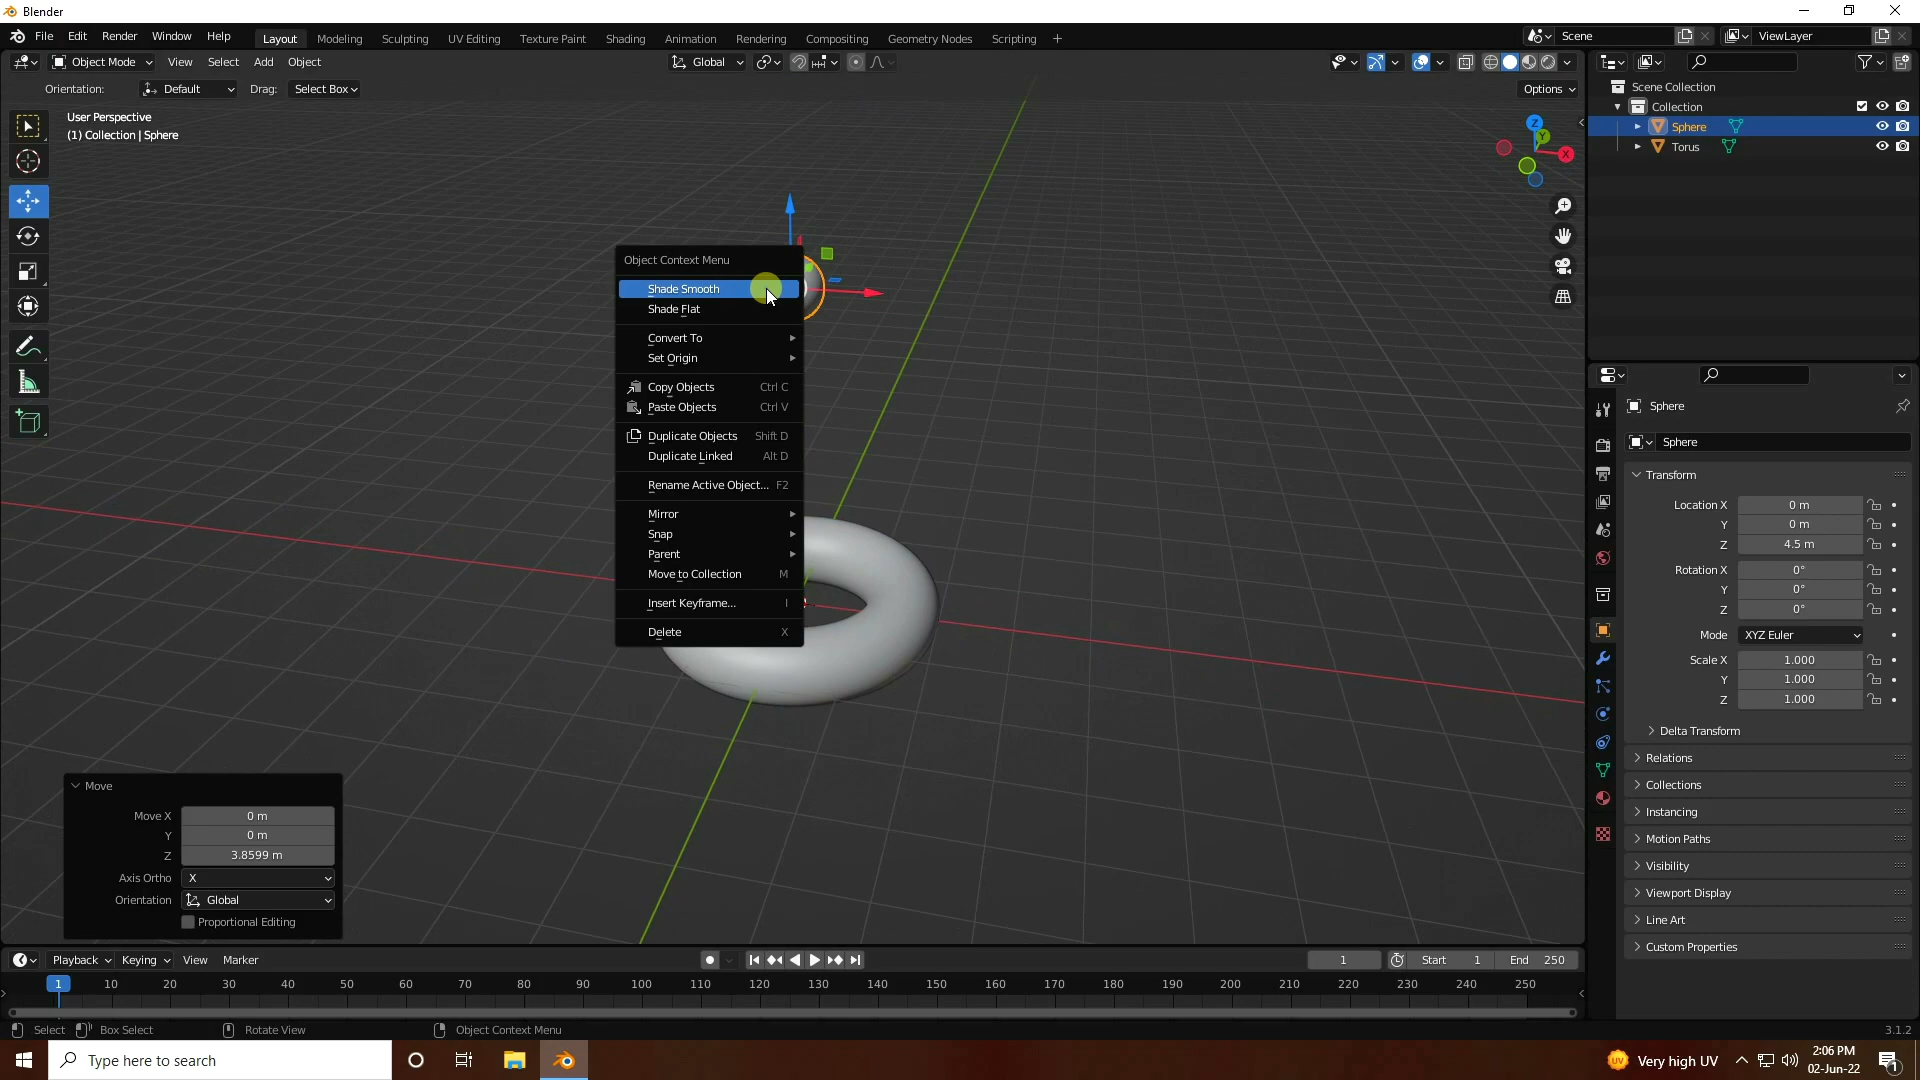 Blender
File Edit Render Window Help Layout Modeling Sculpting UV Editing Texture Paint Shading Animation Rendering Compositing Geometry Nodes Scripting + Scene ViewLayer
Object Mode View Select Add Object Global
Orientation: Default Drag: Select Box Options
User Perspective
(1) Collection | Sphere
Z
Y
X
Object Context Menu
Shade Smooth
Shade Flat
Convert To
Set Origin
Copy Objects Ctrl C
Paste Objects Ctrl V
Duplicate Objects Shift D
Duplicate Linked Alt D
Rename Active Object... F2
Mirror
Snap
Parent
Move to Collection M
Insert Keyframe... I
Delete X
Move
Move X 0 m
Y 0 m
Z 3.8599 m
Axis Ortho X
Orientation Global
Proportional Editing
Scene Collection
Collection
Sphere
Torus
Sphere
Sphere
Transform
Location X 0 m
Y 0 m
Z 4.5 m
Rotation X 0°
Y 0°
Z 0°
Mode XYZ Euler
Scale X 1.000
Y 1.000
Z 1.000
Delta Transform
Relations
Collections
Instancing
Motion Paths
Visibility
Viewport Display
Line Art
Custom Properties
Playback Keying View Marker 1 Start 1 End 250
1 10 20 30 40 50 60 70 80 90 100 110 120 130 140 150 160 170 180 190 200 210 220 230 240 250
Select Box Select Rotate View Object Context Menu 3.1.2
Type here to search UV Very high UV 2:06 PM
02-Jun-22 1